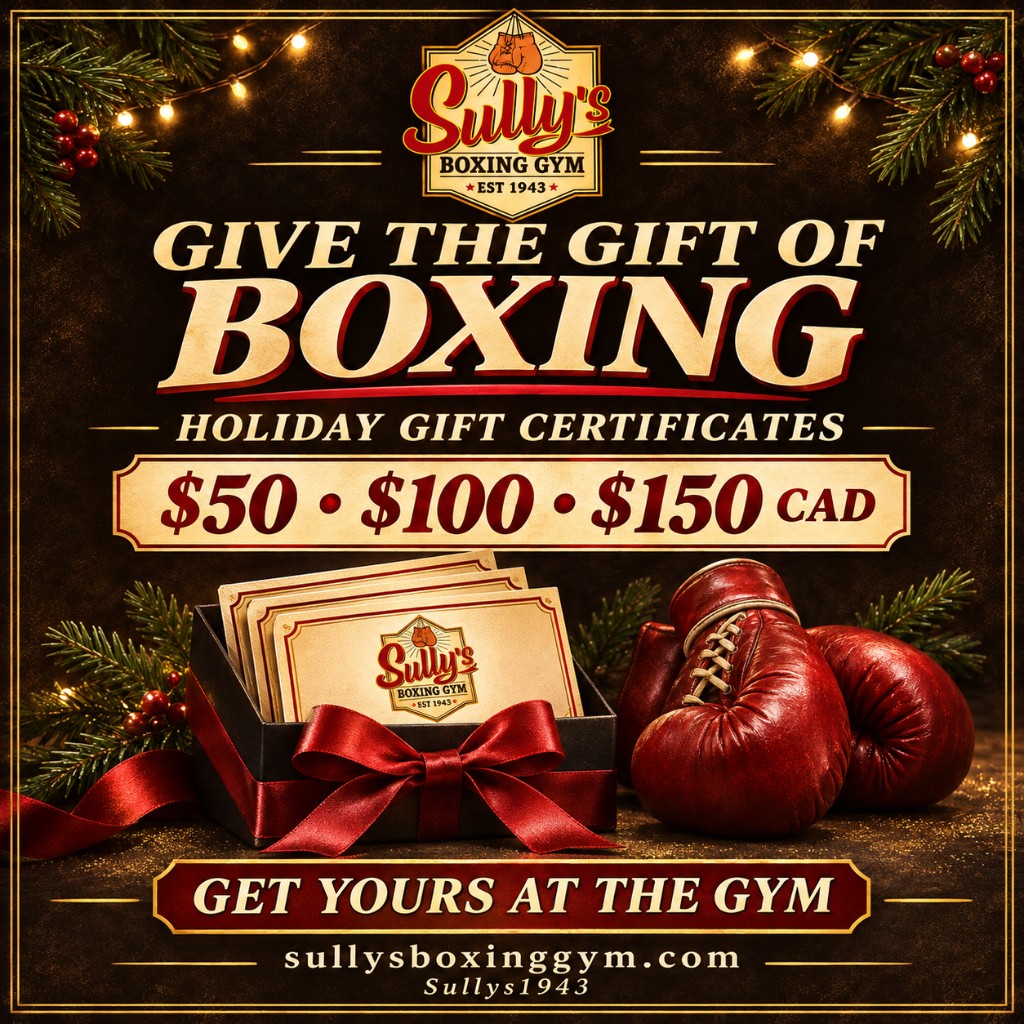 Sully's
BOXING GYM
★ EST 1943 ★
GIVE THE GIFT OF
BOXING
HOLIDAY GIFT CERTIFICATES
$50 • $100 • $150 CAD
Sully's
BOXING GYM
EST 1943
GET YOURS AT THE GYM
sullysboxinggym.com
Sullys1943